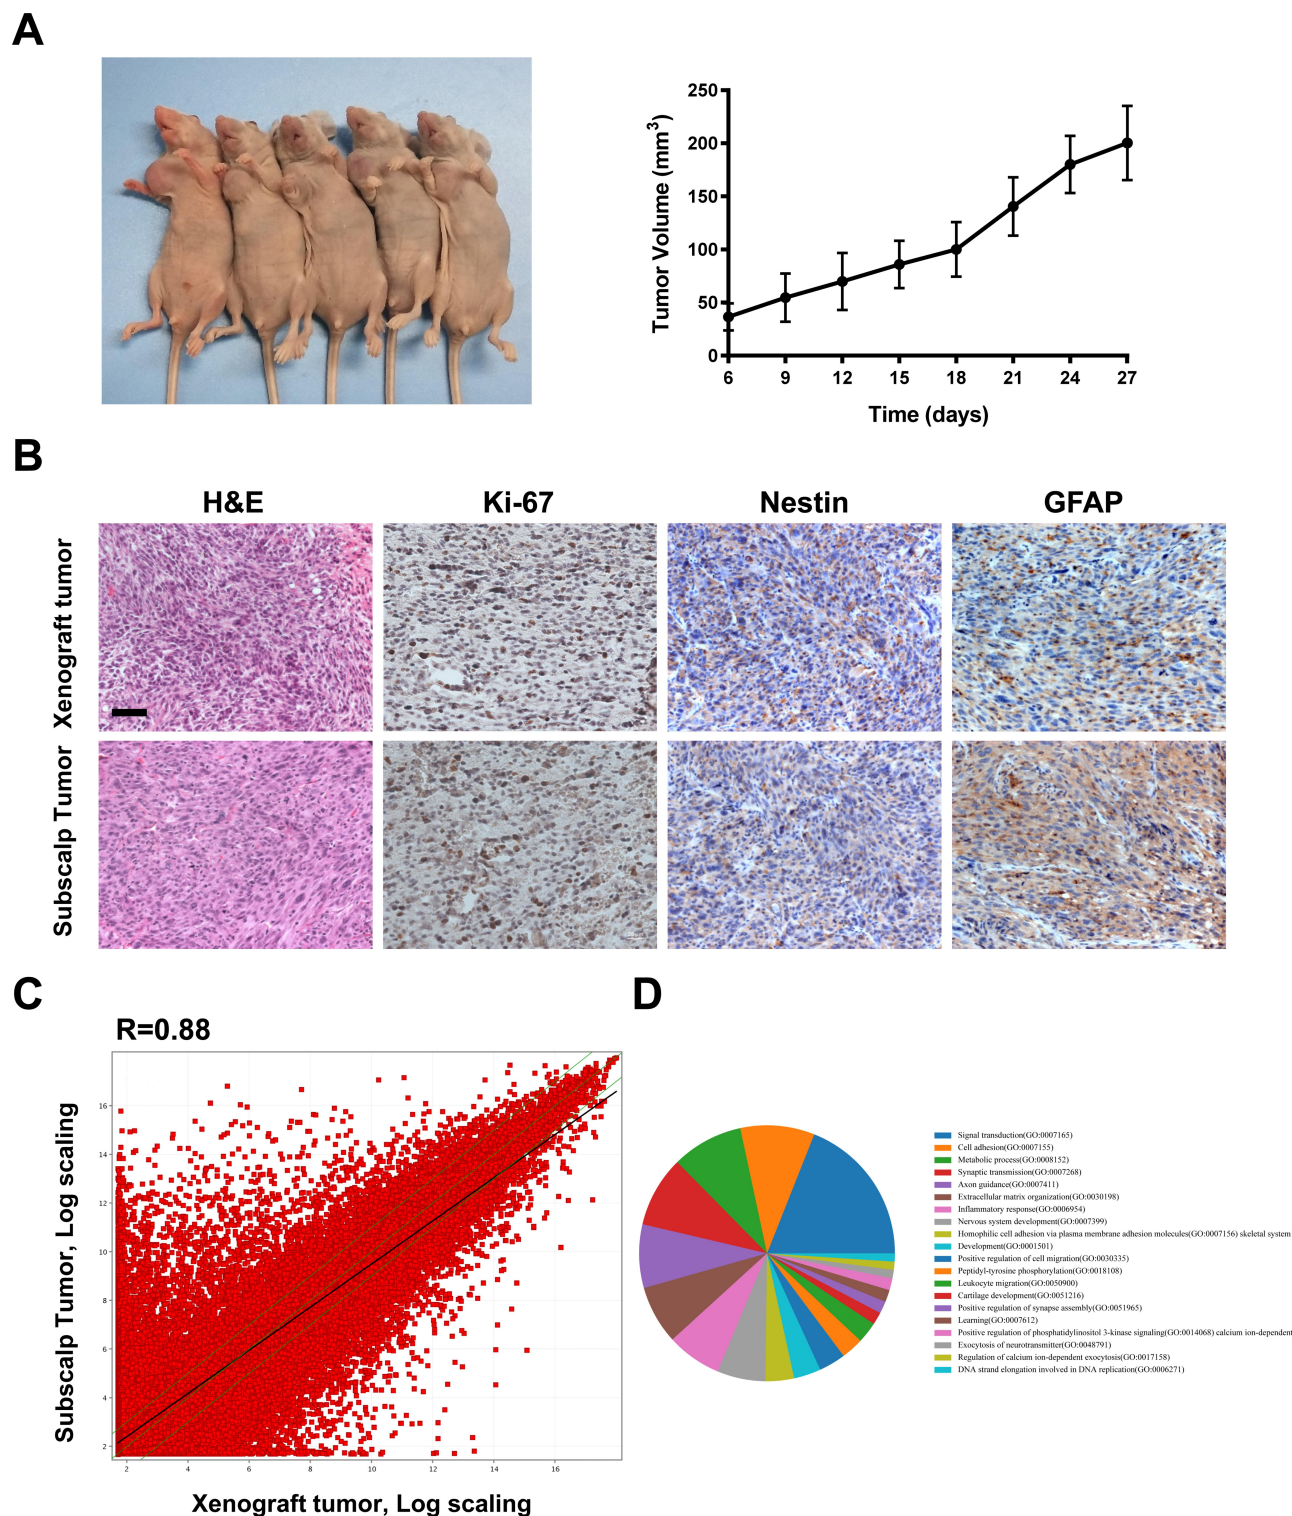 A
Tumor Volume (mm3)
250
200
150
100
50
0
6 9 12 15 18 21 24 27
Time (days)
B
H&E Ki-67 Nestin GFAP
Xenograft tumor
Subscalp Tumor
C
R=0.88
Subscalp Tumor, Log scaling
16
14
12
10
8
6
4
2
2 4 6 8 10 12 14 16
Xenograft tumor, Log scaling
D
Signal transduction(GO:0007165)
Cell adhesion(GO:0007155)
Metabolic process(GO:0008152)
Synaptic transmission(GO:0007268)
Axon guidance(GO:0007411)
Extracellular matrix organization(GO:0030198)
Inflammatory response(GO:0006954)
Nervous system development(GO:0007399)
Homophilic cell adhesion via plasma membrane adhesion molecules(GO:0007156) skeletal system
Development(GO:0001501)
Positive regulation of cell migration(GO:0030335)
Peptidyl-tyrosine phosphorylation(GO:0018108)
Leukocyte migration(GO:0050900)
Cartilage development(GO:0051216)
Positive regulation of synapse assembly(GO:0051965)
Learning(GO:0007612)
Positive regulation of phosphatidylinositol 3-kinase signaling(GO:0014068) calcium ion-dependent
Exocytosis of neurotransmitter(GO:0048791)
Regulation of calcium ion-dependent exocytosis(GO:0017158)
DNA strand elongation involved in DNA replication(GO:0006271)